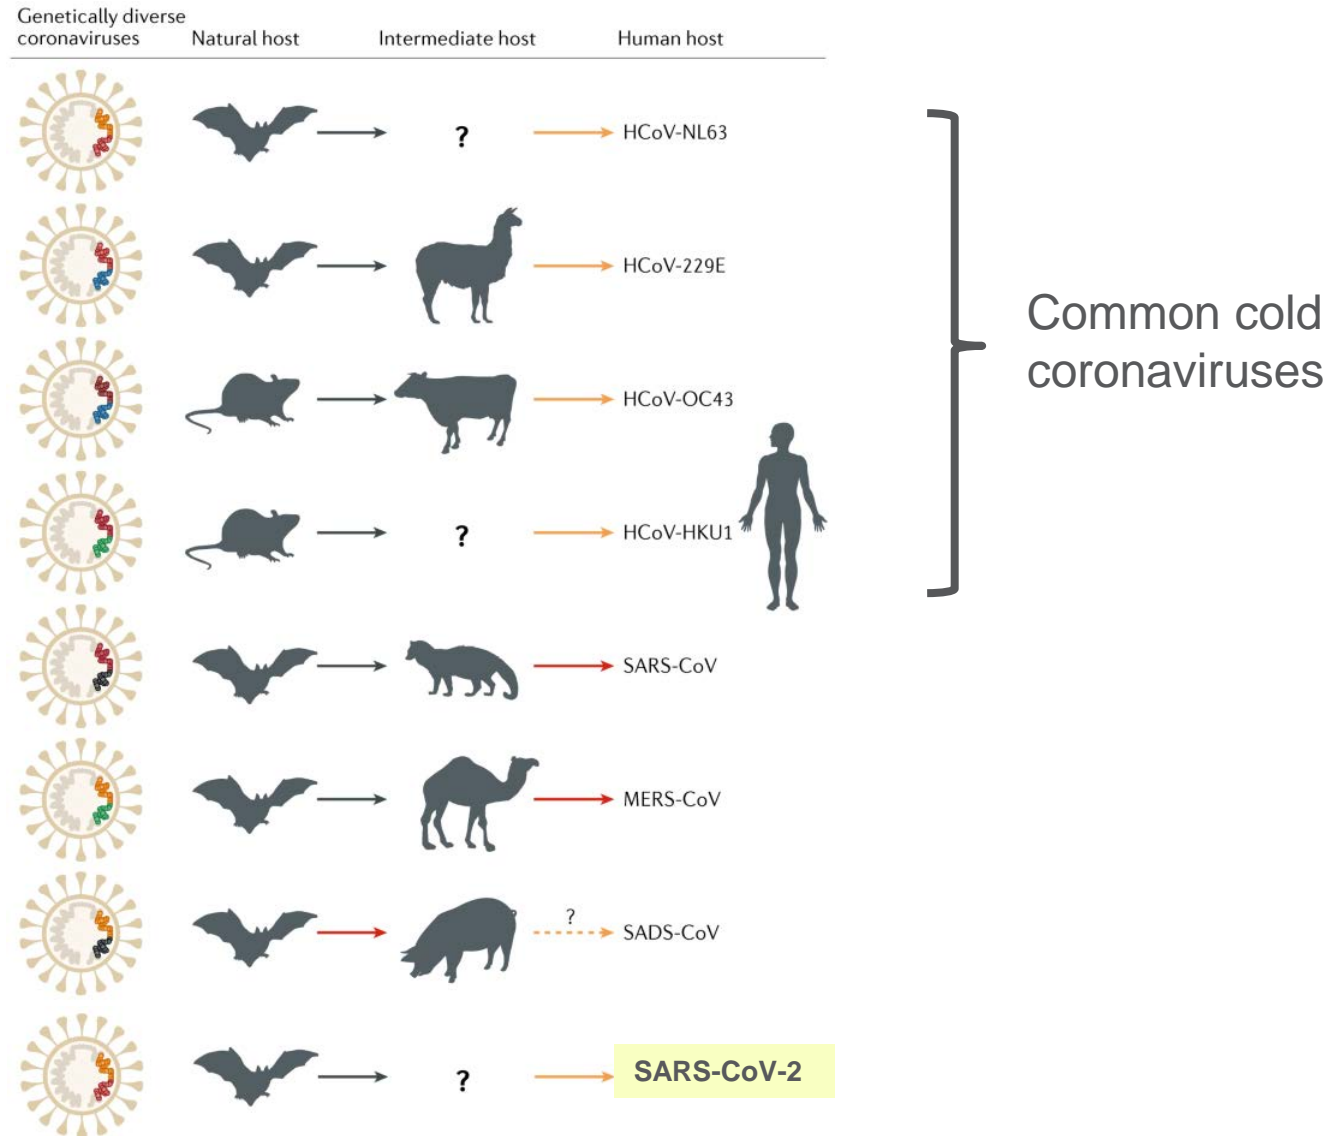 Genetically diverse
coronaviruses
Natural host
Intermediate host
Human host
?
HCoV-NL63
HCoV-229E
HCoV-OC43
?
HCoV-HKU1
SARS-CoV
MERS-CoV
?
SADS-CoV
?
SARS-CoV-2
Common cold
coronaviruses